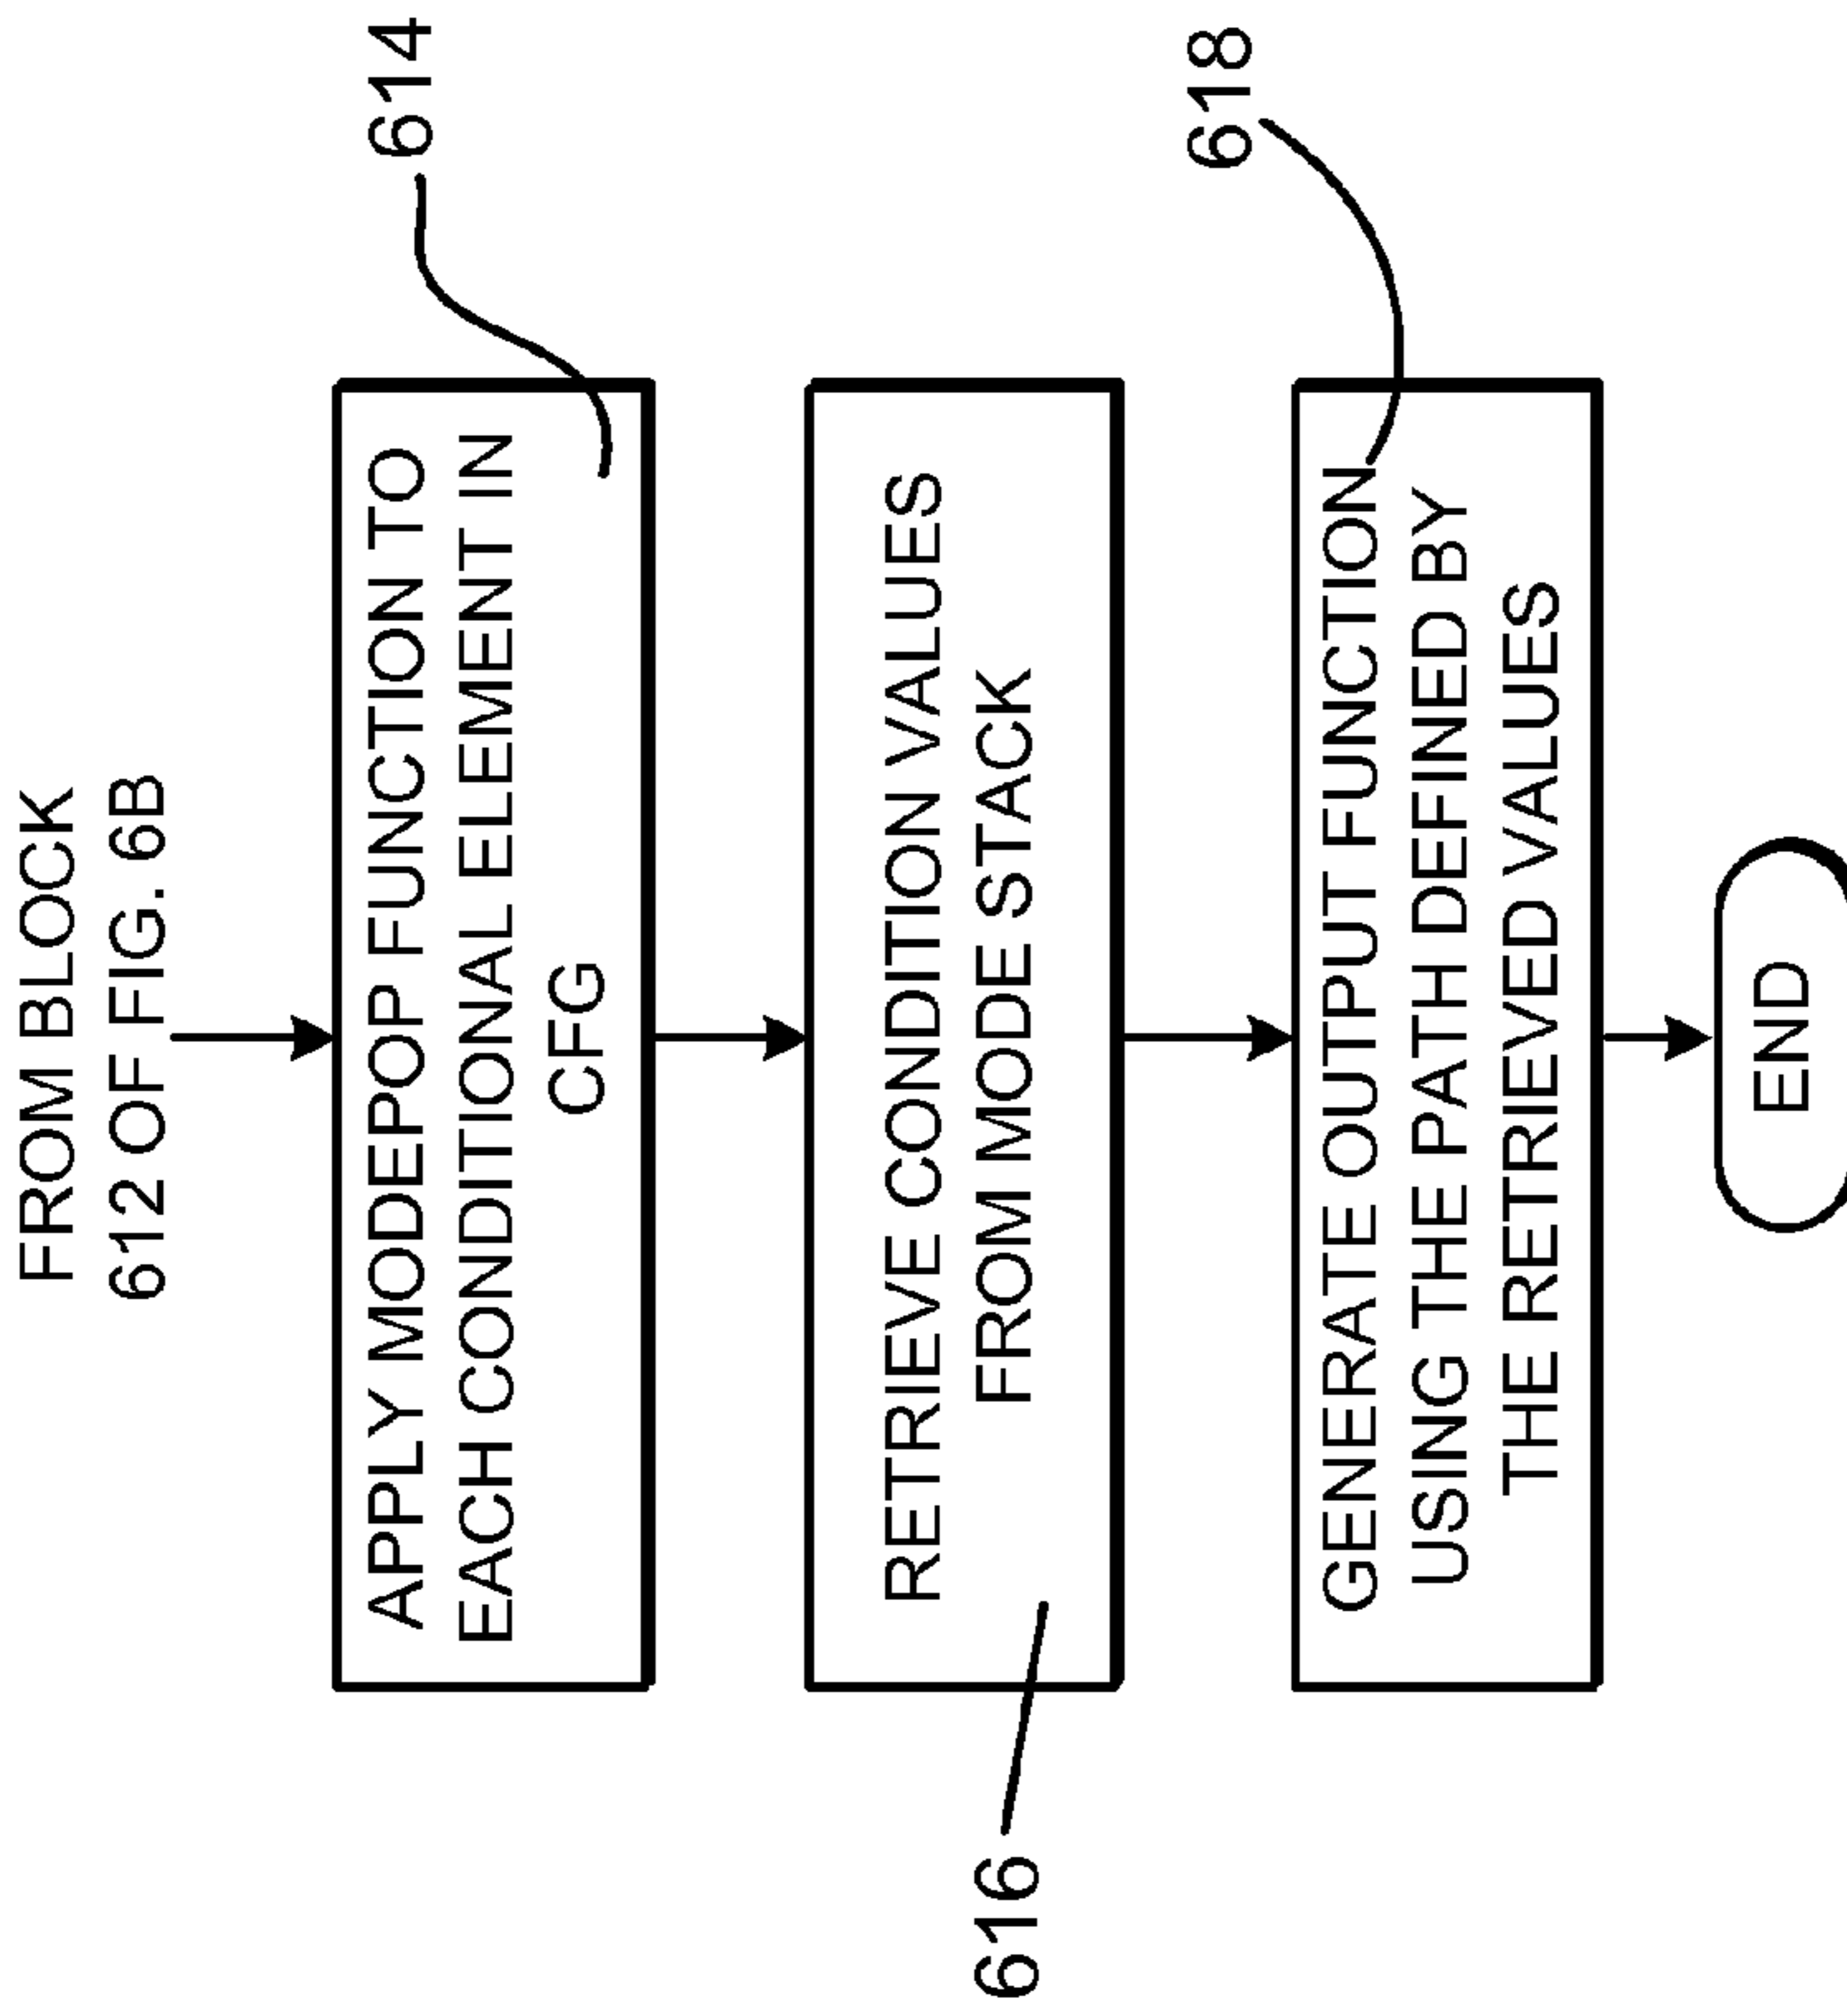 FROM BLOCK
612 OF FIG. 6B
614
APPLY MODEPOP FUNCTION TO
EACH CONDITIONAL ELEMENT IN
CFG
616
RETRIEVE CONDITION VALUES
FROM MODE STACK
618
GENERATE OUTPUT FUNCTION
USING THE PATH DEFINED BY
THE RETRIEVED VALUES
END